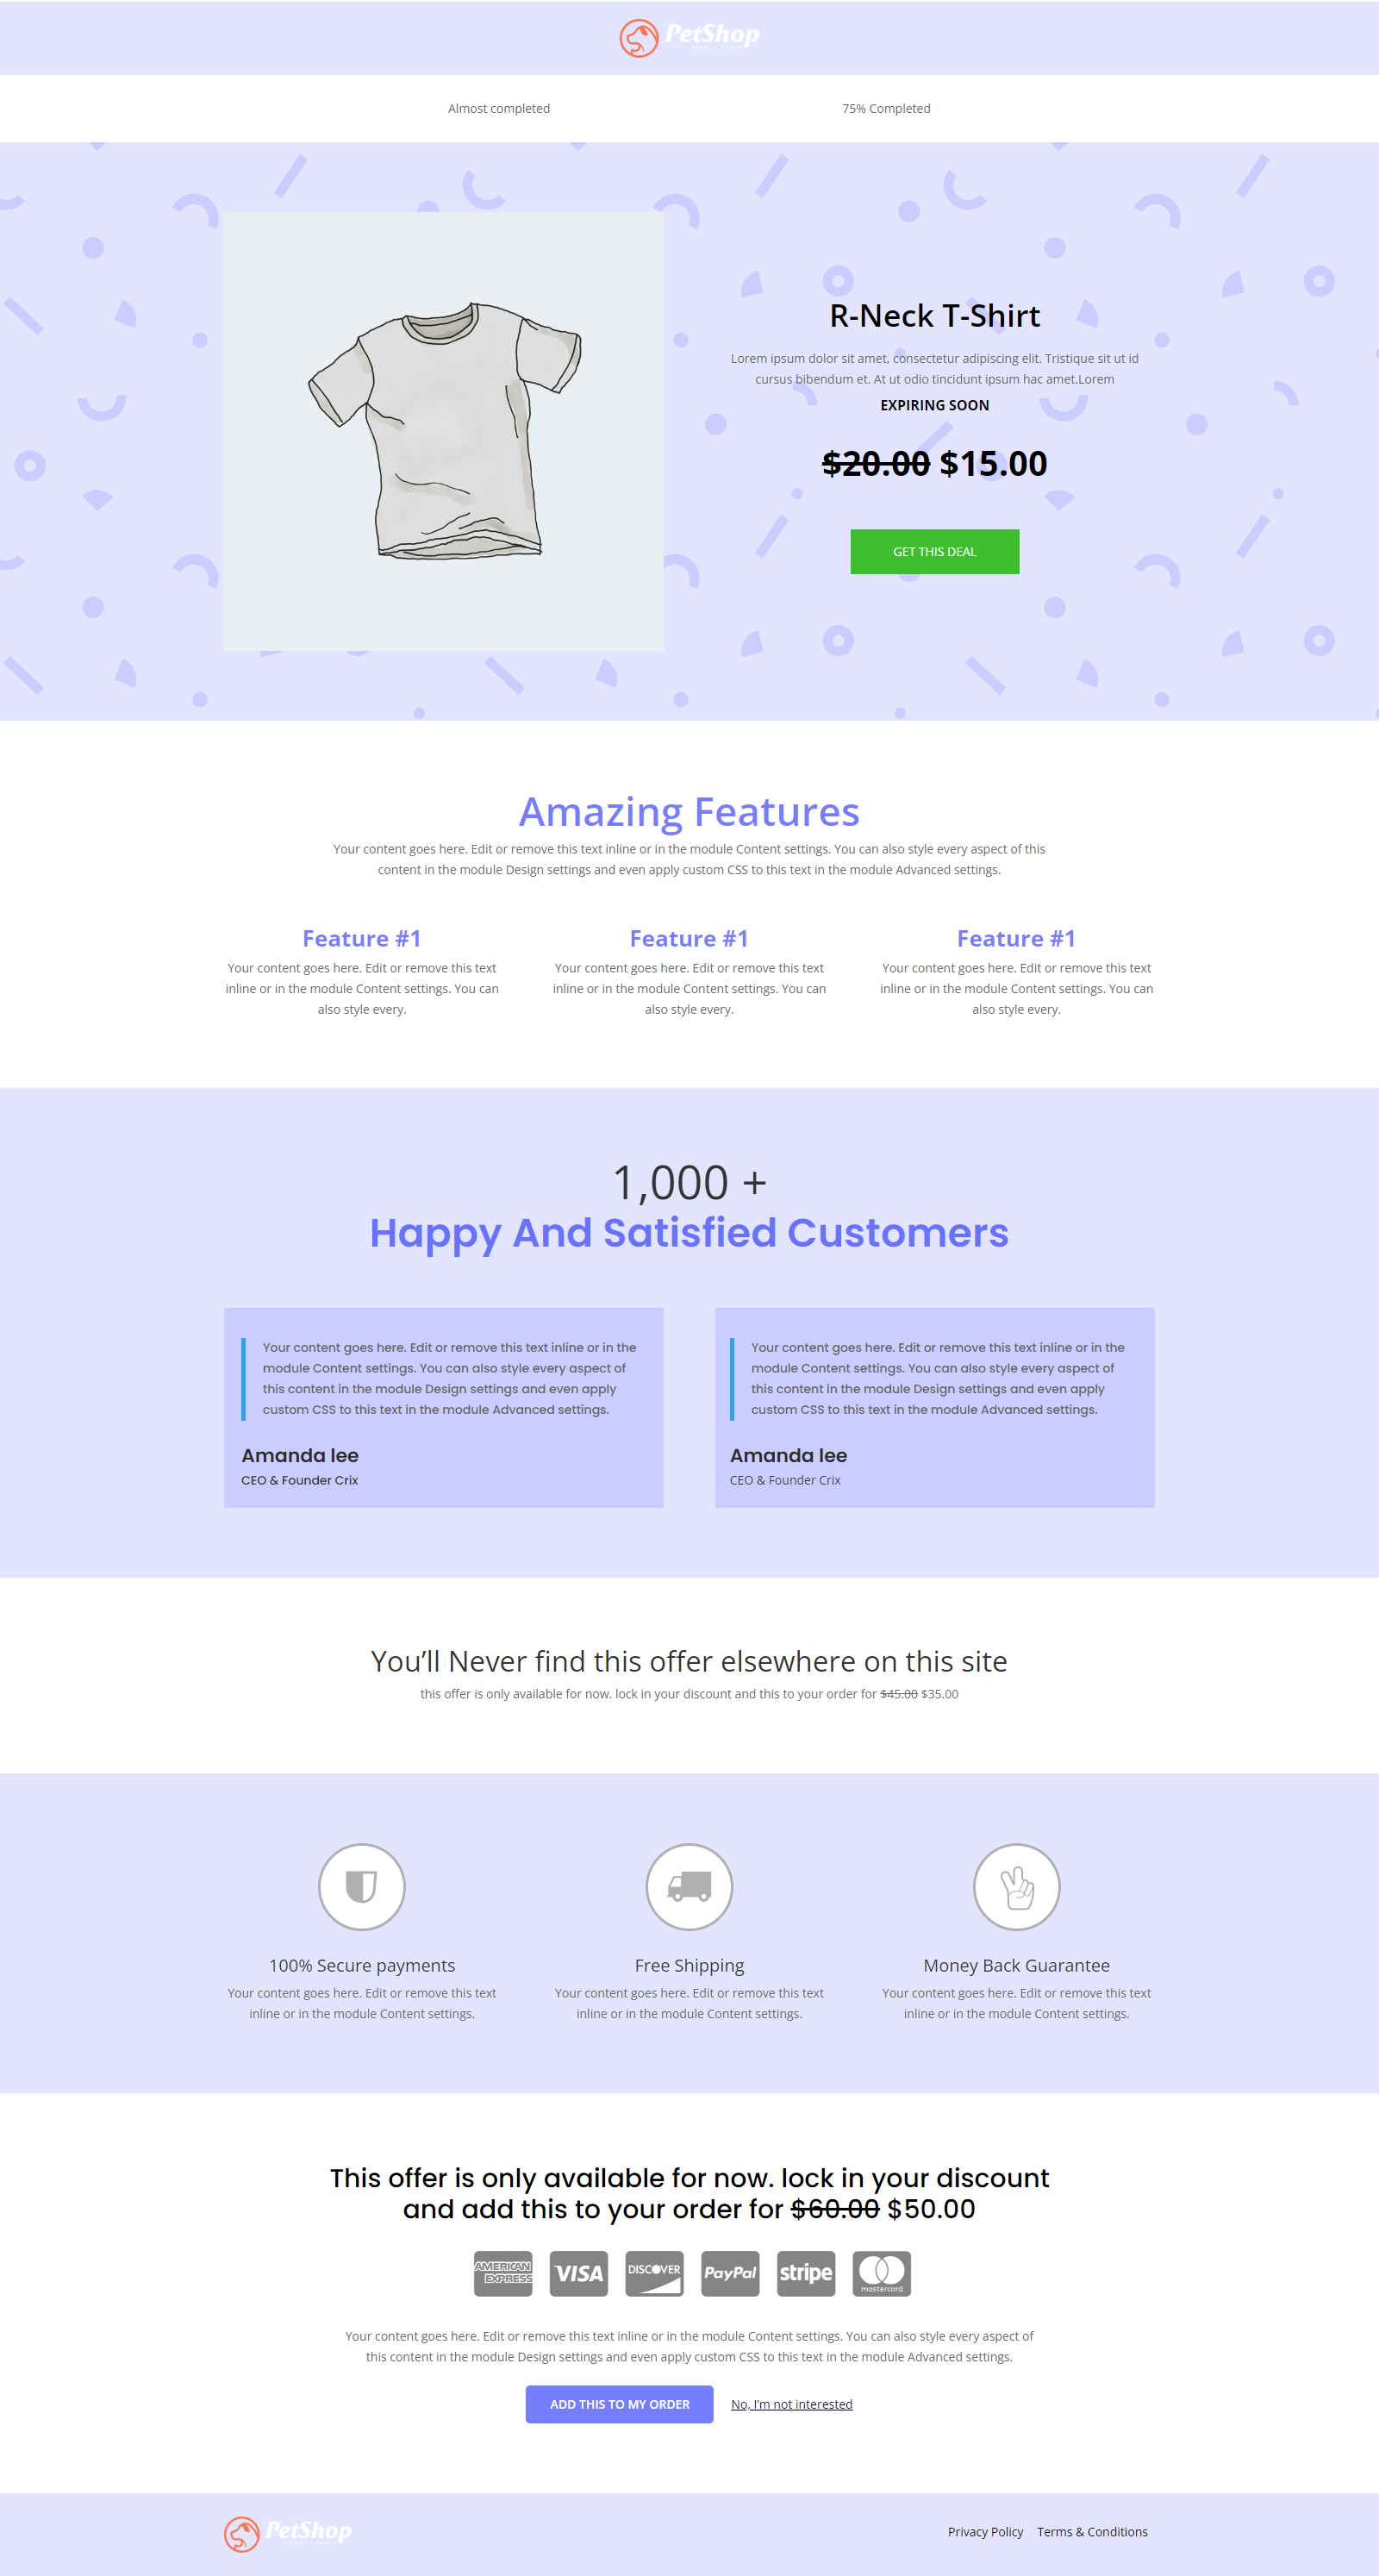 PetShop
Almost completed
75% Completed
R-Neck T-Shirt
Lorem ipsum dolor sit amet, consectetur adipiscing elit. Tristique sit ut id
cursus bibendum et. At ut odio tincidunt ipsum hac amet.Lorem
EXPIRING SOON
$20.00 $15.00
GET THIS DEAL
Amazing Features
Your content goes here. Edit or remove this text inline or in the module Content settings. You can also style every aspect of this
content in the module Design settings and even apply custom CSS to this text in the module Advanced settings.
Feature #1
Your content goes here. Edit or remove this text
inline or in the module Content settings. You can
also style every.
Feature #1
Your content goes here. Edit or remove this text
inline or in the module Content settings. You can
also style every.
Feature #1
Your content goes here. Edit or remove this text
inline or in the module Content settings. You can
also style every.
1,000 +
Happy And Satisfied Customers
Your content goes here. Edit or remove this text inline or in the
module Content settings. You can also style every aspect of
this content in the module Design settings and even apply
custom CSS to this text in the module Advanced settings.
Amanda lee
CEO & Founder Crix
Your content goes here. Edit or remove this text inline or in the
module Content settings. You can also style every aspect of
this content in the module Design settings and even apply
custom CSS to this text in the module Advanced settings.
Amanda lee
CEO & Founder Crix
You’ll Never find this offer elsewhere on this site
this offer is only available for now. lock in your discount and this to your order for $45.00 $35.00
100% Secure payments
Your content goes here. Edit or remove this text
inline or in the module Content settings.
Free Shipping
Your content goes here. Edit or remove this text
inline or in the module Content settings.
Money Back Guarantee
Your content goes here. Edit or remove this text
inline or in the module Content settings.
This offer is only available for now. lock in your discount
and add this to your order for $60.00 $50.00
AMERICAN
EXPRESS
VISA
DISCOVER
PayPal
stripe
mastercard
Your content goes here. Edit or remove this text inline or in the module Content settings. You can also style every aspect of
this content in the module Design settings and even apply custom CSS to this text in the module Advanced settings.
ADD THIS TO MY ORDER
No, I’m not interested
PetShop
Privacy Policy
Terms & Conditions